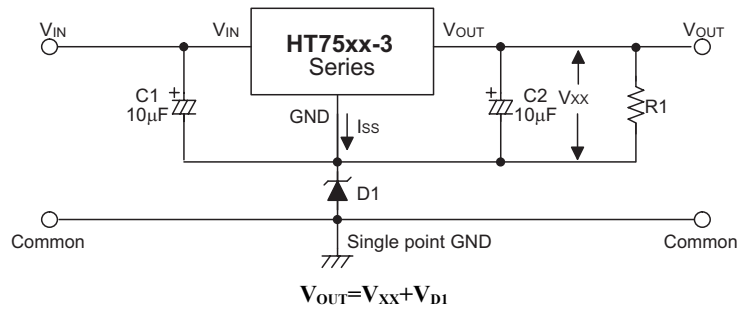 VIN VIN HT75xx-3 VOUT VOUT
Series
C1 C2 VXX R1
10μF GND ISS 10μF
D1
Common Single point GND Common
VOUT=VXX+VD1